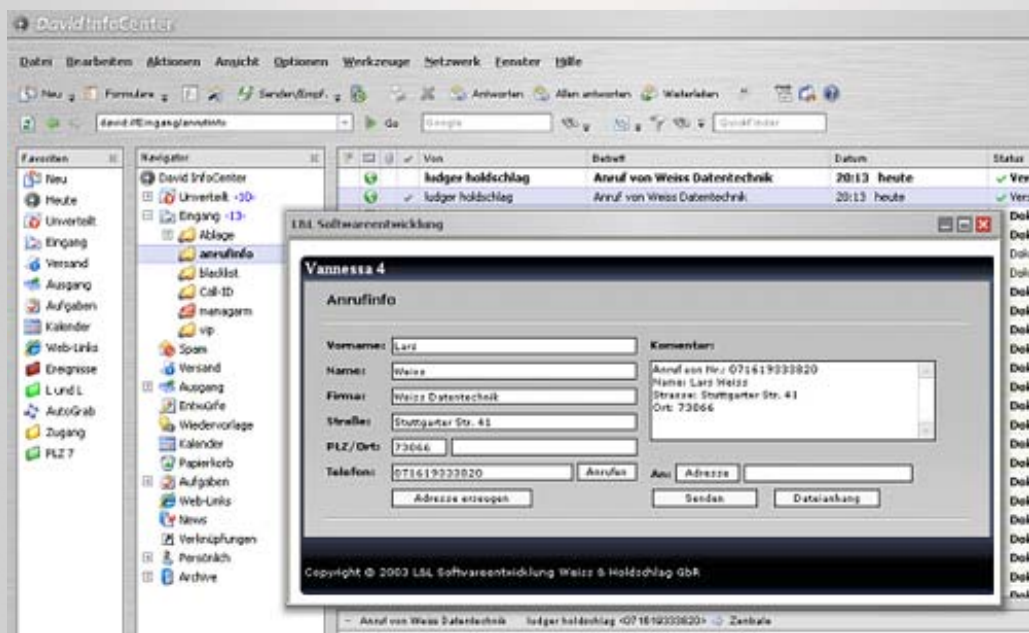 David InfoCenter
Datei Bearbeiten Aktionen Ansicht Optionen Werkzeuge Netzwerk Fenster Hilfe
Neu Formulare Senden/Empf. Antworten Allen antworten Weiterleiten
david://Eingang/anrufinfo Go Google QuickFinder
Favoriten
Neu
Heute
Unverteilt
Eingang
Versand
Ausgang
Aufgaben
Kalender
Web-Links
Ereignisse
L und L
AutoGrab
Zugang
PLZ 7
Navigator
David InfoCenter
Unverteilt -30-
Eingang -13-
Ablage
anrufinfo
blacklist
Call-ID
managarm
vip
Spam
Versand
Ausgang
Entwürfe
Wiedervorlage
Kalender
Papierkorb
Aufgaben
Web-Links
News
Verknüpfungen
Persönlich
Archive
Von Betreff Datum Status
ludger holdschlag Anruf von Weiss Datentechnik 20:13 heute Ver
ludger holdschlag Anruf von Weiss Datentechnik 20:13 heute Ver
L&L Softwareentwicklung
Vannessa 4
Anrufinfo
Vorname: Lars
Name: Weiss
Firma: Weiss Datentechnik
Straße: Stuttgarter Str. 41
PLZ/Ort: 73066
Telefon: 071619333820 Anrufen
Adresse erzeugen
Komentar:
Anruf von Nr.: 071619333820
Name: Lars Weiss
Strasse: Stuttgarter Str. 41
Ort: 73066
An: Adresse
Senden Dateianhang
Copyright © 2003 L&L Softwareentwicklung Weiss & Holdschlag GbR
Anruf von Weiss Datentechnik ludger holdschlag <071619333820> Zentrale